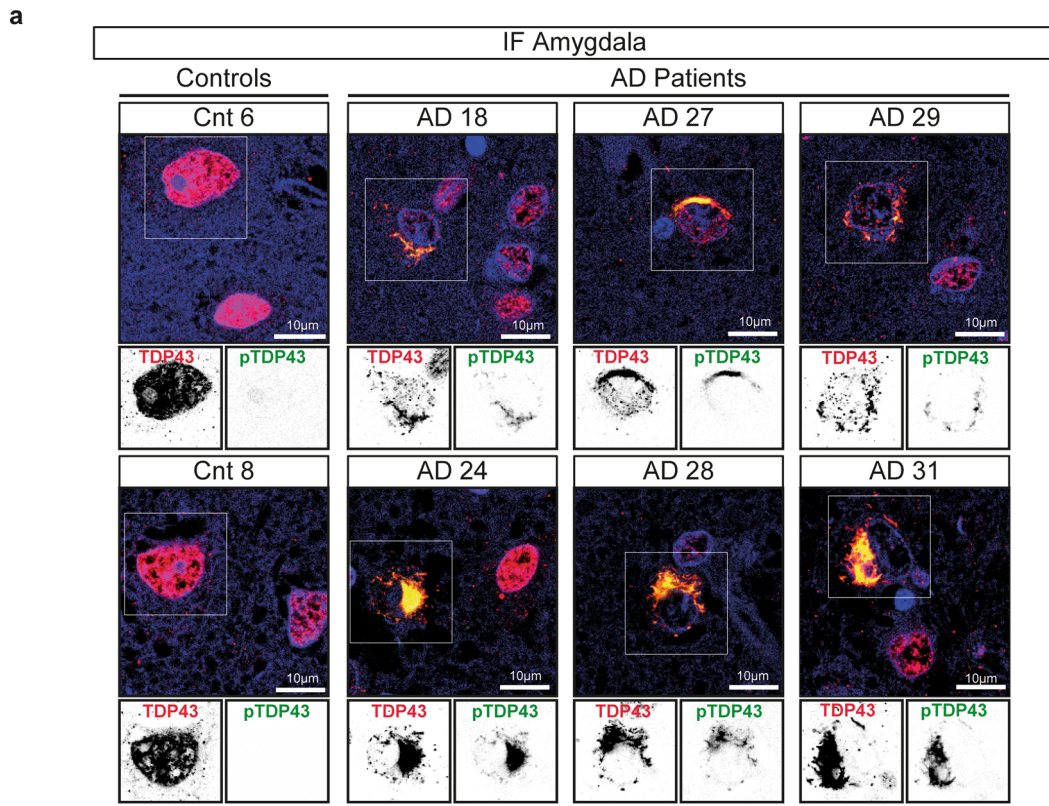 a
IF Amygdala
Controls
AD Patients
Cnt 6
AD 18
AD 27
AD 29
10µm
10µm
10µm
10µm
TDP43
pTDP43
TDP43
pTDP43
TDP43
pTDP43
TDP43
pTDP43
Cnt 8
AD 24
AD 28
AD 31
10µm
10µm
10µm
10µm
TDP43
pTDP43
TDP43
pTDP43
TDP43
pTDP43
TDP43
pTDP43